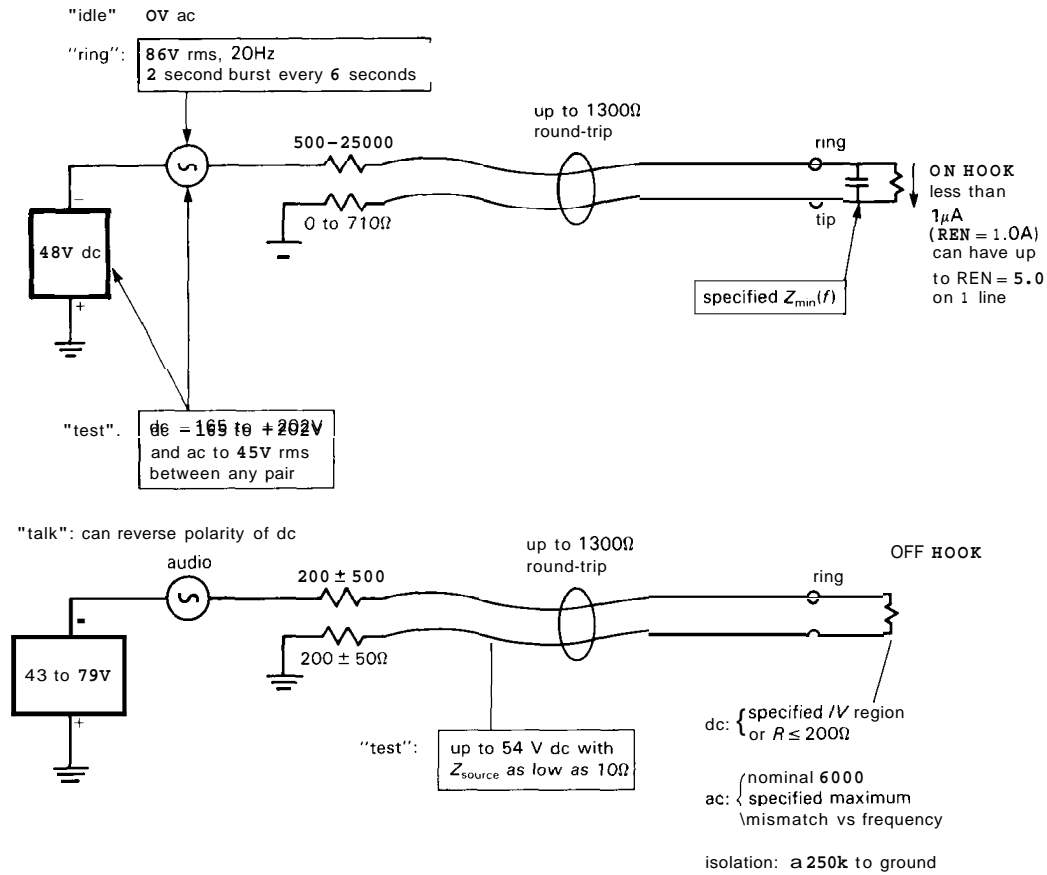 "idle" 0V ac
"ring":
86V rms, 20Hz
2 second burst every 6 seconds
up to 1300Ω
round-trip
500-25000
0 to 710Ω
ring
tip
48V dc
−
+
ON HOOK
less than
1μA
(REN = 1.0A)
can have up
to REN = 5.0
on 1 line
specified Zmin(f)
"test".
dc −165 to +202V
and ac to 45V rms
between any pair
"talk": can reverse polarity of dc
audio
up to 1300Ω
round-trip
OFF HOOK
200 ± 500
ring
200 ± 50Ω
43 to 79V
-
+
"test":
up to 54 V dc with
Zsource as low as 10Ω
dc: { specified IV region
or R ≤ 200Ω
ac: { nominal 6000
specified maximum
\mismatch vs frequency
isolation: a 250k to ground